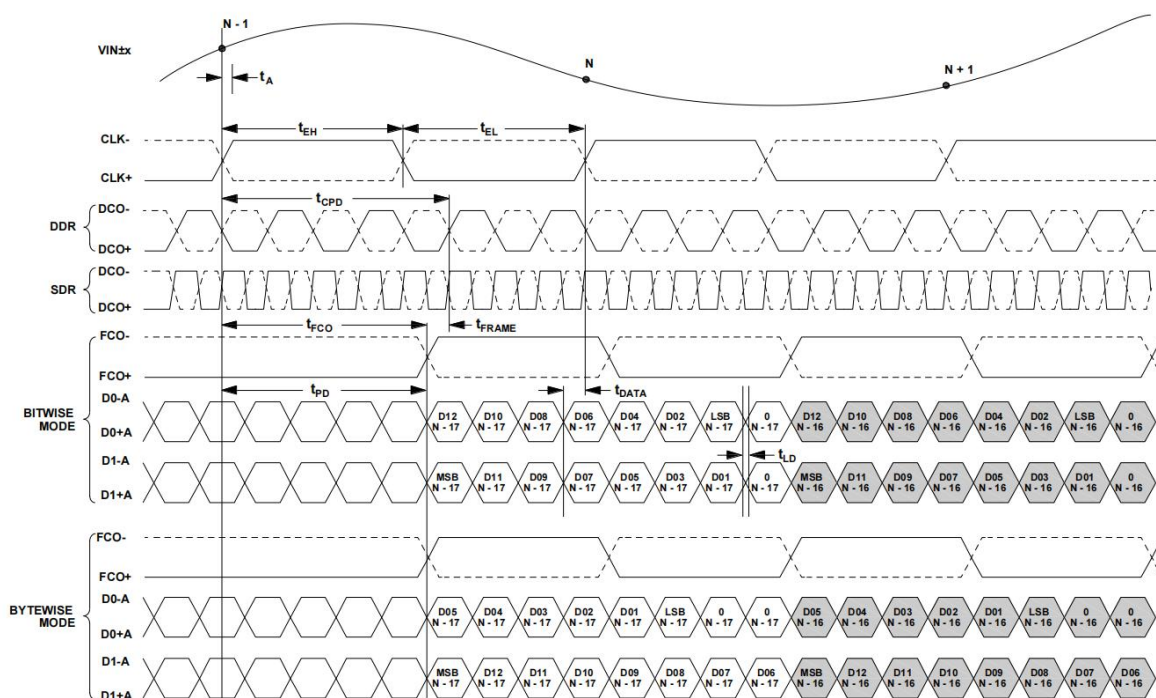 N - 1
VIN±x
N
N + 1
tA
tEH
tEL
CLK-
CLK+
tCPD
DCO-
DDR
DCO+
DCO-
SDR
DCO+
tFCO
tFRAME
FCO-
FCO+
tPD
tDATA
BITWISE
MODE
D0-A
D12 D10 D08 D06 D04 D02 LSB 0 D12 D10 D08 D06 D04 D02 LSB 0
N - 17 N - 17 N - 17 N - 17 N - 17 N - 17 N - 17 N - 17 N - 16 N - 16 N - 16 N - 16 N - 16 N - 16 N - 16 N - 16
D0+A
tLD
D1-A
MSB D11 D09 D07 D05 D03 D01 0 MSB D11 D09 D07 D05 D03 D01 0
N - 17 N - 17 N - 17 N - 17 N - 17 N - 17 N - 17 N - 17 N - 16 N - 16 N - 16 N - 16 N - 16 N - 16 N - 16 N - 16
D1+A
FCO-
FCO+
BYTEWISE
MODE
D0-A
D05 D04 D03 D02 D01 LSB 0 0 D05 D04 D03 D02 D01 LSB 0 0
N - 17 N - 17 N - 17 N - 17 N - 17 N - 17 N - 17 N - 17 N - 16 N - 16 N - 16 N - 16 N - 16 N - 16 N - 16 N - 16
D0+A
D1-A
MSB D12 D11 D10 D09 D08 D07 D06 MSB D12 D11 D10 D09 D08 D07 D06
N - 17 N - 17 N - 17 N - 17 N - 17 N - 17 N - 17 N - 17 N - 16 N - 16 N - 16 N - 16 N - 16 N - 16 N - 16 N - 16
D1+A